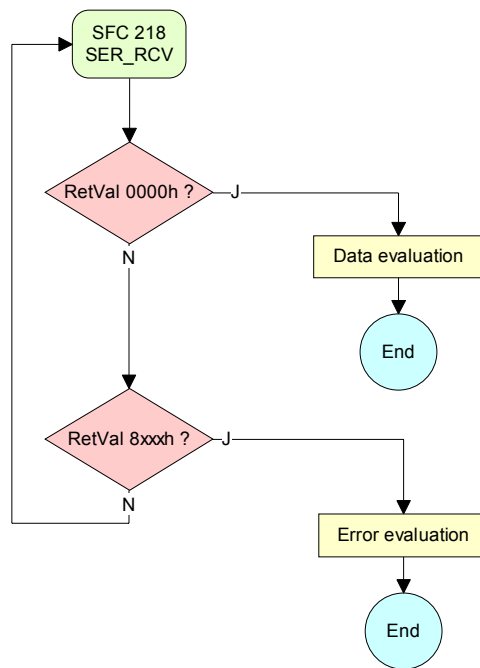 SFC 218
SER_RCV
RetVal 0000h ?
J
N
Data evaluation
End
RetVal 8xxxh ?
J
N
Error evaluation
End